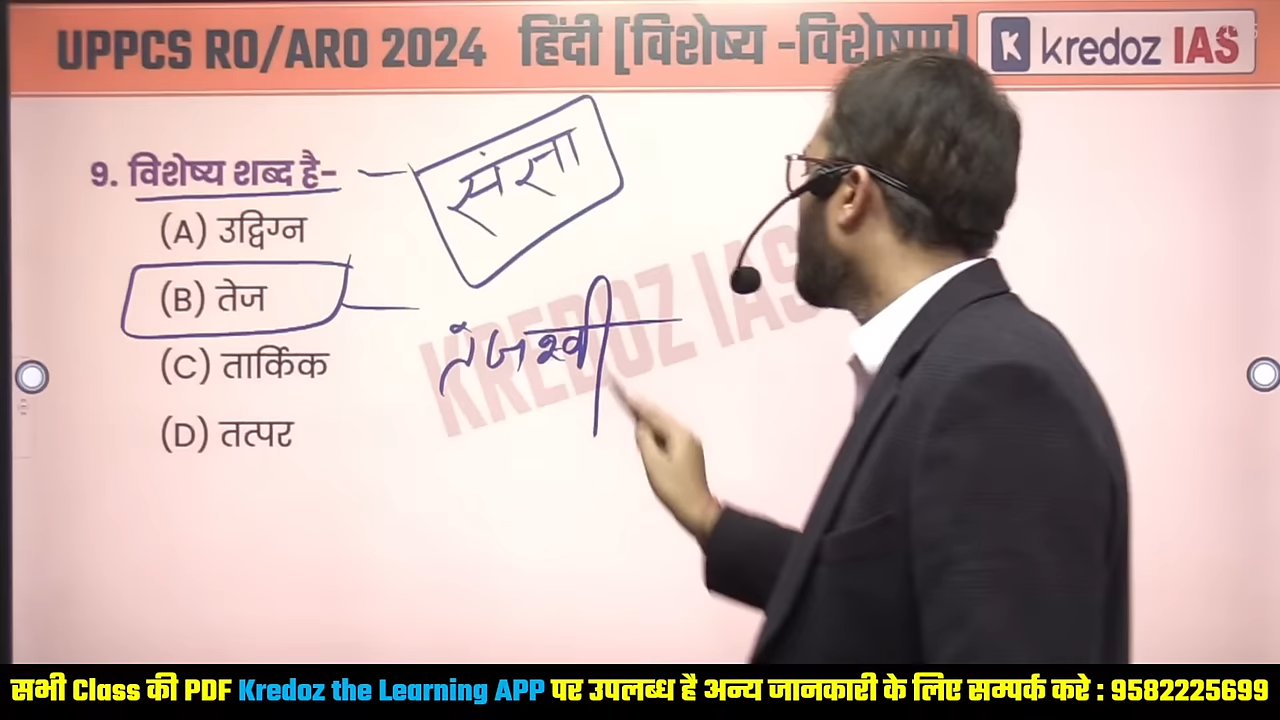 UPPCS RO/ARO 2024 हिंदी [विशेष्य -विशेषण]
kredoz IAS
9. विशेष्य शब्द है-
संज्ञा
(A) उद्विग्न
(B) तेज
तेजस्वी
(C) तार्किक
(D) तत्पर
KREDOZ IAS
सभी Class की PDF Kredoz the Learning APP पर उपलब्ध है अन्य जानकारी के लिए सम्पर्क करे : 9582225699